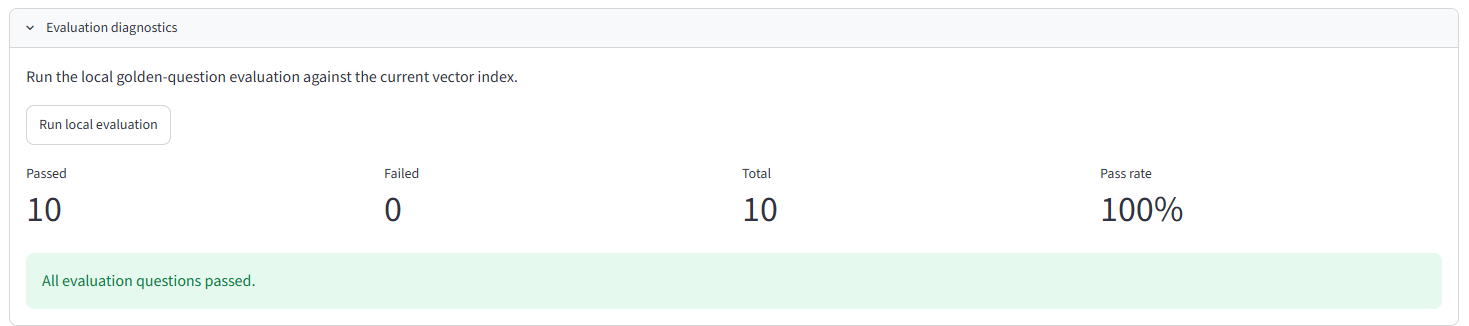 Evaluation diagnostics
Run the local golden-question evaluation against the current vector index.
Run local evaluation
Passed
Failed
Total
Pass rate
10
0
10
100%
All evaluation questions passed.